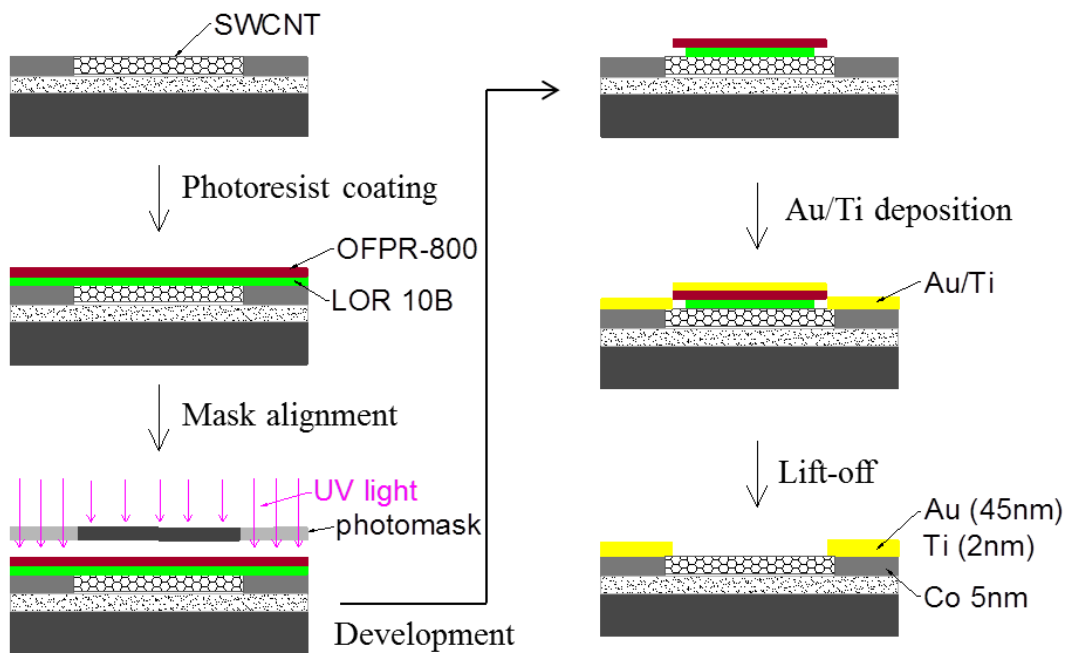 SWCNT
Photoresist coating
OFPR-800
LOR 10B
Mask alignment
UV light
photomask
Development
Au/Ti deposition
Au/Ti
Lift-off
Au (45nm)
Ti (2nm)
Co 5nm